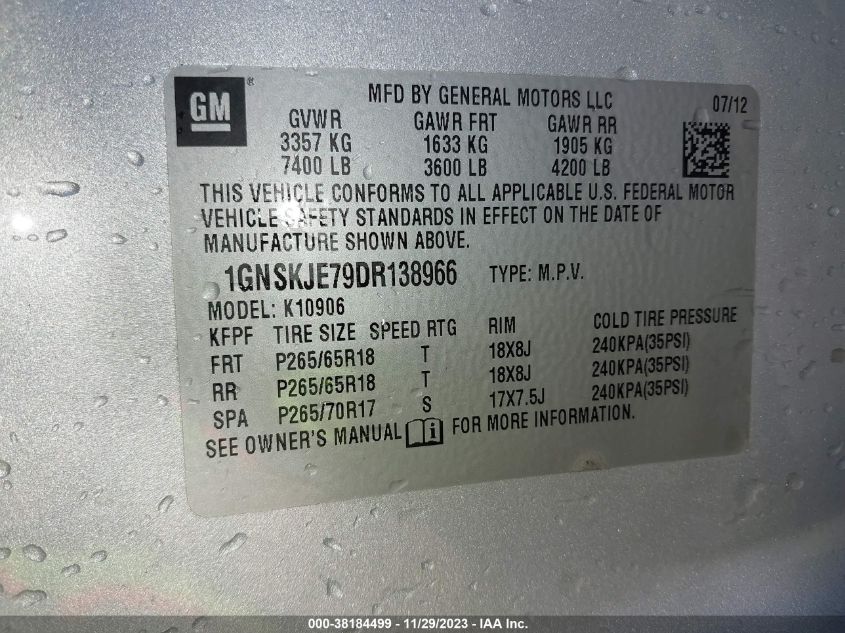 GM ®
MFD BY GENERAL MOTORS LLC 07/12
GVWR GAWR FRT GAWR RR
3357 KG 1633 KG 1905 KG
7400 LB 3600 LB 4200 LB
THIS VEHICLE CONFORMS TO ALL APPLICABLE U.S. FEDERAL MOTOR
VEHICLE SAFETY STANDARDS IN EFFECT ON THE DATE OF
MANUFACTURE SHOWN ABOVE.
1GNSKJE79DR138966 TYPE: M.P.V.
MODEL: K10906
KFPF TIRE SIZE SPEED RTG RIM COLD TIRE PRESSURE
FRT P265/65R18 T 18X8J 240KPA(35PSI)
RR P265/65R18 T 18X8J 240KPA(35PSI)
SPA P265/70R17 S 17X7.5J 240KPA(35PSI)
SEE OWNER'S MANUAL i FOR MORE INFORMATION.
000-38184499 - 11/29/2023 - IAA Inc.